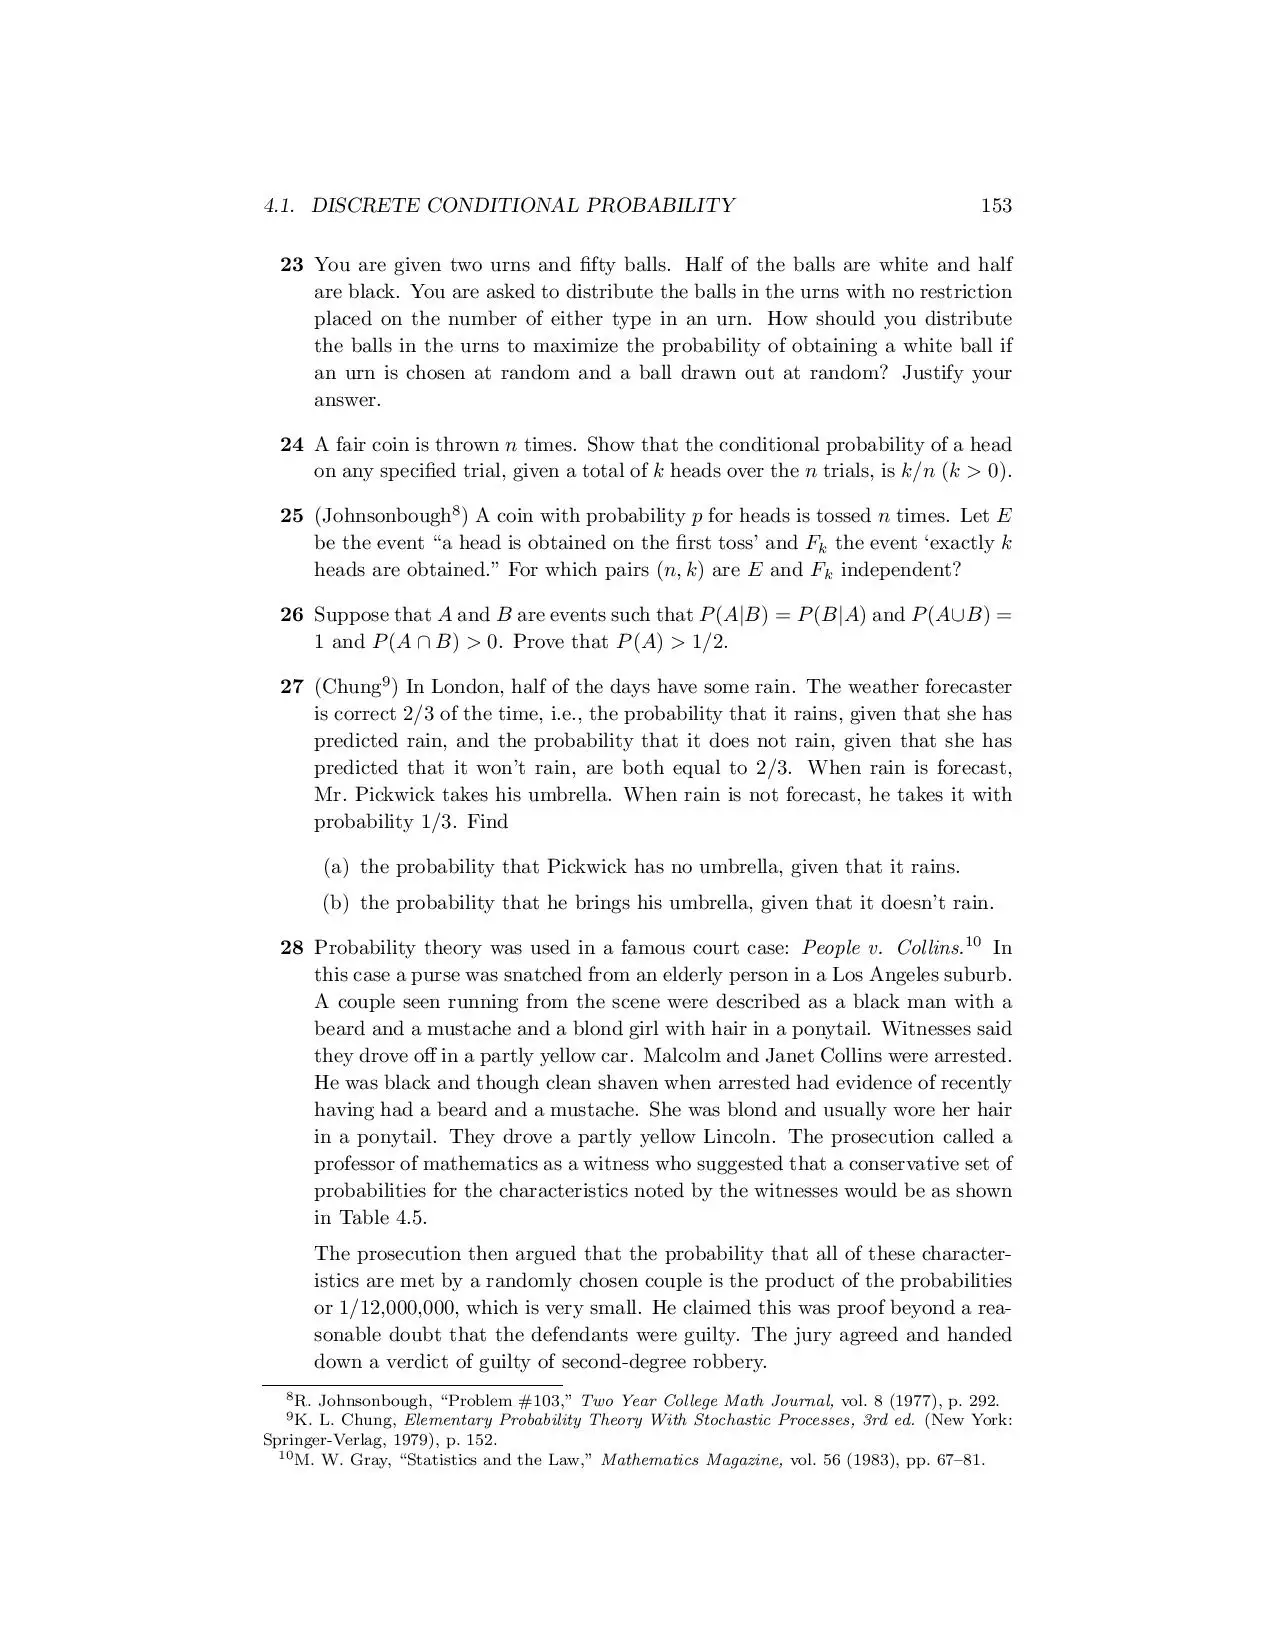 4.1. DISCRETE CONDITIONAL PROBABILITY 153
23 You are given two urns and fifty balls. Half of the balls are white and half
are black. You are asked to distribute the balls in the urns with no restriction
placed on the number of either type in an urn. How should you distribute
the balls in the urns to maximize the probability of obtaining a white ball if
an urn is chosen at random and a ball drawn out at random? Justify your
answer.
24 A fair coin is thrown n times. Show that the conditional probability of a head
on any specified trial, given a total of k heads over the n trials, is k/n (k > 0).
25 (Johnsonbough⁸) A coin with probability p for heads is tossed n times. Let E
be the event “a head is obtained on the first toss’ and Fₖ the event ‘exactly k
heads are obtained.” For which pairs (n, k) are E and Fₖ independent?
26 Suppose that A and B are events such that P(A|B) = P(B|A) and P(A∪B) =
1 and P(A ∩ B) > 0. Prove that P(A) > 1/2.
27 (Chung⁹) In London, half of the days have some rain. The weather forecaster
is correct 2/3 of the time, i.e., the probability that it rains, given that she has
predicted rain, and the probability that it does not rain, given that she has
predicted that it won’t rain, are both equal to 2/3. When rain is forecast,
Mr. Pickwick takes his umbrella. When rain is not forecast, he takes it with
probability 1/3. Find
(a) the probability that Pickwick has no umbrella, given that it rains.
(b) the probability that he brings his umbrella, given that it doesn’t rain.
28 Probability theory was used in a famous court case: People v. Collins.¹⁰ In
this case a purse was snatched from an elderly person in a Los Angeles suburb.
A couple seen running from the scene were described as a black man with a
beard and a mustache and a blond girl with hair in a ponytail. Witnesses said
they drove off in a partly yellow car. Malcolm and Janet Collins were arrested.
He was black and though clean shaven when arrested had evidence of recently
having had a beard and a mustache. She was blond and usually wore her hair
in a ponytail. They drove a partly yellow Lincoln. The prosecution called a
professor of mathematics as a witness who suggested that a conservative set of
probabilities for the characteristics noted by the witnesses would be as shown
in Table 4.5.
The prosecution then argued that the probability that all of these character-
istics are met by a randomly chosen couple is the product of the probabilities
or 1/12,000,000, which is very small. He claimed this was proof beyond a rea-
sonable doubt that the defendants were guilty. The jury agreed and handed
down a verdict of guilty of second-degree robbery.
⁸R. Johnsonbough, “Problem #103,” Two Year College Math Journal, vol. 8 (1977), p. 292.
⁹K. L. Chung, Elementary Probability Theory With Stochastic Processes, 3rd ed. (New York:
Springer-Verlag, 1979), p. 152.
¹⁰M. W. Gray, “Statistics and the Law,” Mathematics Magazine, vol. 56 (1983), pp. 67–81.